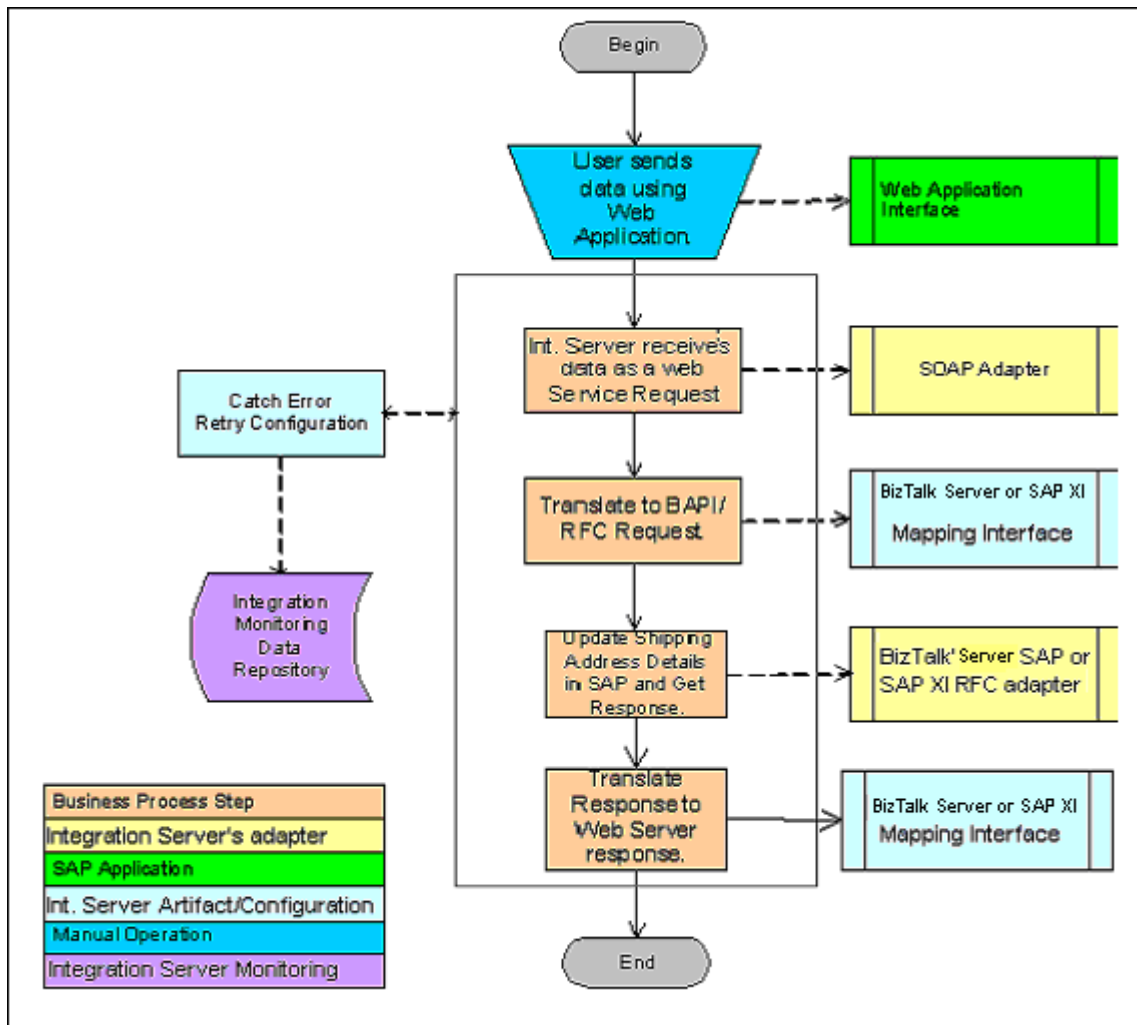 Begin
User sends
data using
Web
Application.
Web Application
Interface
Int. Server receive's
data as a web
Service Request
SOAP Adapter
Catch Error
Retry Configuration
Translate to BAPI/
RFC Request
BizTalk Server or SAP XI
Mapping Interface
Integration
Monitoring
Data
Repository
Update Shipping
Address Details
in SAP and Get
Response.
BizTalk' Server SAP or
SAP XI RFC adapter
Translate
Response to
Web Server
response.
BizTalk Server or SAP XI
Mapping Interface
Business Process Step
Integration Server's adapter
SAP Application
Int. Server Artifact/Configuration
Manual Operation
Integration Server Monitoring
End